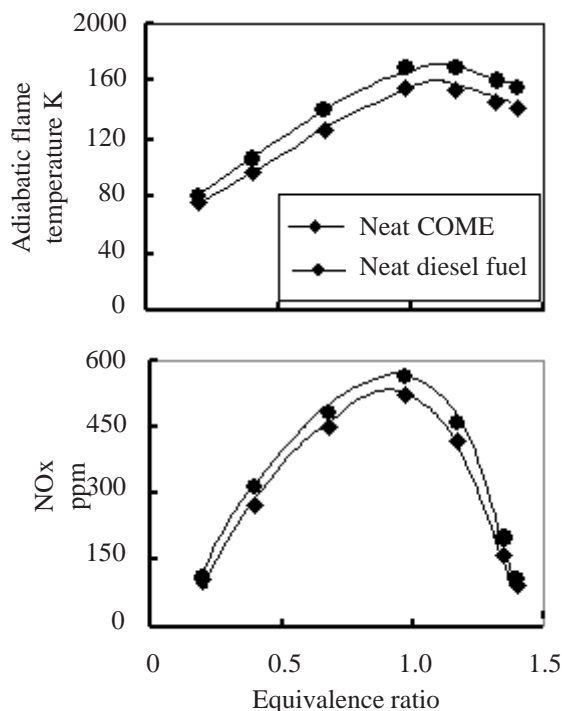 2000
160
120
80
40
0
Adiabatic flame
temperature K
Neat COME
Neat diesel fuel
600
450
300
150
0
NOx
ppm
0 0.5 1.0 1.5
Equivalence ratio